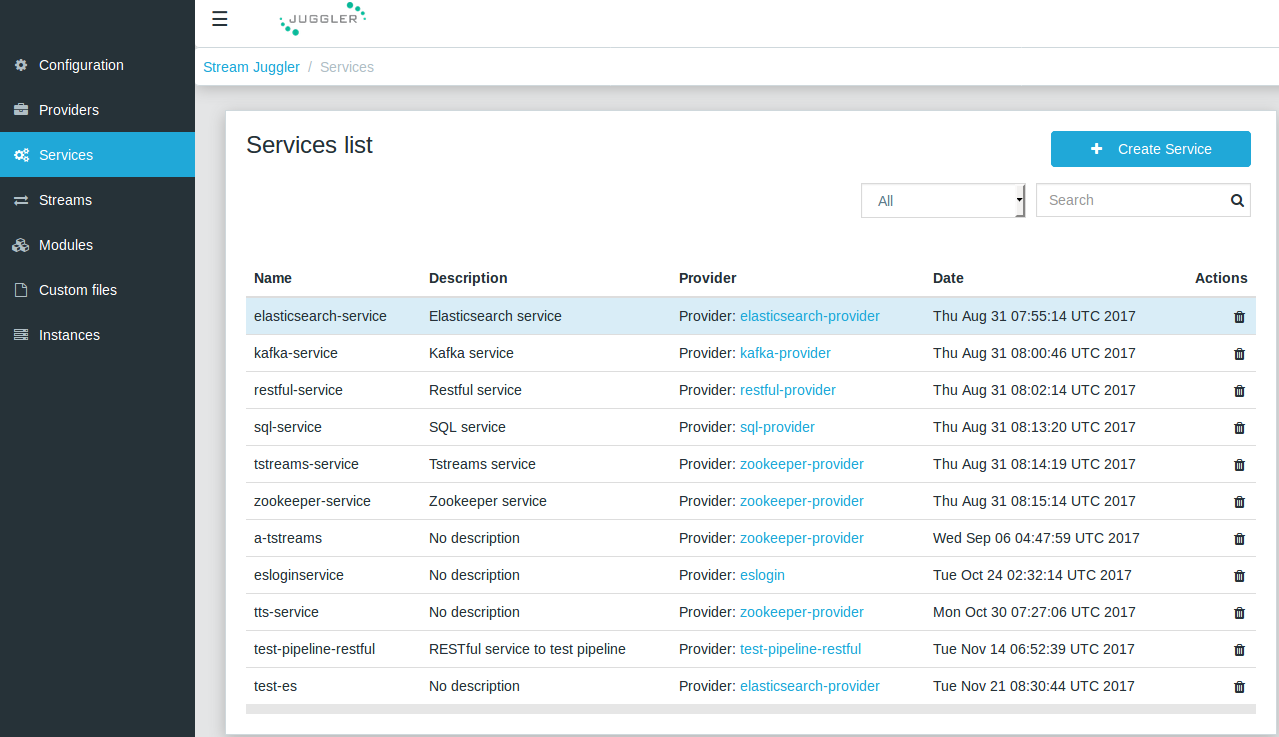 ☰ JUGGLER
Configuration
Providers
Services
Streams
Modules
Custom files
Instances
Stream Juggler / Services
Services list
Create Service
All
Search
Name Description Provider Date Actions
elasticsearch-service Elasticsearch service Provider: elasticsearch-provider Thu Aug 31 07:55:14 UTC 2017
kafka-service Kafka service Provider: kafka-provider Thu Aug 31 08:00:46 UTC 2017
restful-service Restful service Provider: restful-provider Thu Aug 31 08:02:14 UTC 2017
sql-service SQL service Provider: sql-provider Thu Aug 31 08:13:20 UTC 2017
tstreams-service Tstreams service Provider: zookeeper-provider Thu Aug 31 08:14:19 UTC 2017
zookeeper-service Zookeeper service Provider: zookeeper-provider Thu Aug 31 08:15:14 UTC 2017
a-tstreams No description Provider: zookeeper-provider Wed Sep 06 04:47:59 UTC 2017
esloginservice No description Provider: eslogin Tue Oct 24 02:32:14 UTC 2017
tts-service No description Provider: zookeeper-provider Mon Oct 30 07:27:06 UTC 2017
test-pipeline-restful RESTful service to test pipeline Provider: test-pipeline-restful Tue Nov 14 06:52:39 UTC 2017
test-es No description Provider: elasticsearch-provider Tue Nov 21 08:30:44 UTC 2017